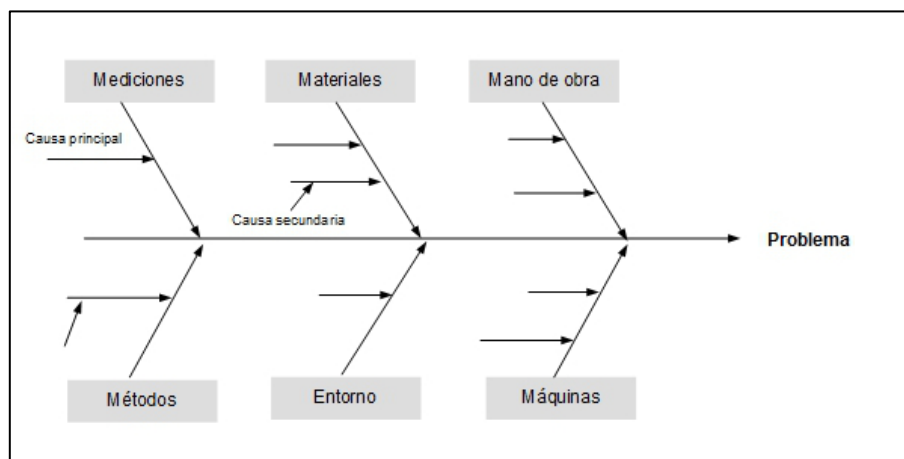 Mediciones
Materiales
Mano de obra
Causa principal
Causa secundaria
Problema
Métodos
Entorno
Máquinas